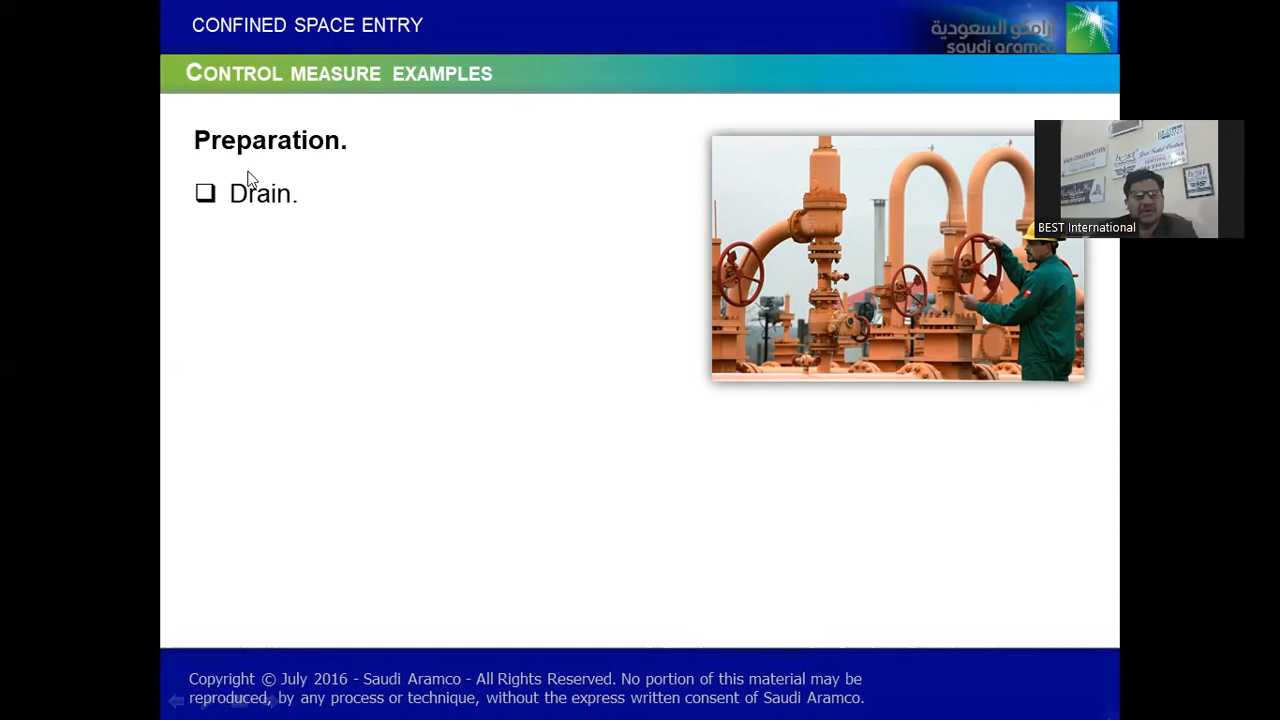 CONFINED SPACE ENTRY
أرامكو السعودية
saudi aramco
CONTROL MEASURE EXAMPLES
Preparation.
❑ Drain.
BEST International
Copyright © July 2016 - Saudi Aramco - All Rights Reserved. No portion of this material may be
reproduced, by any process or technique, without the express written consent of Saudi Aramco.